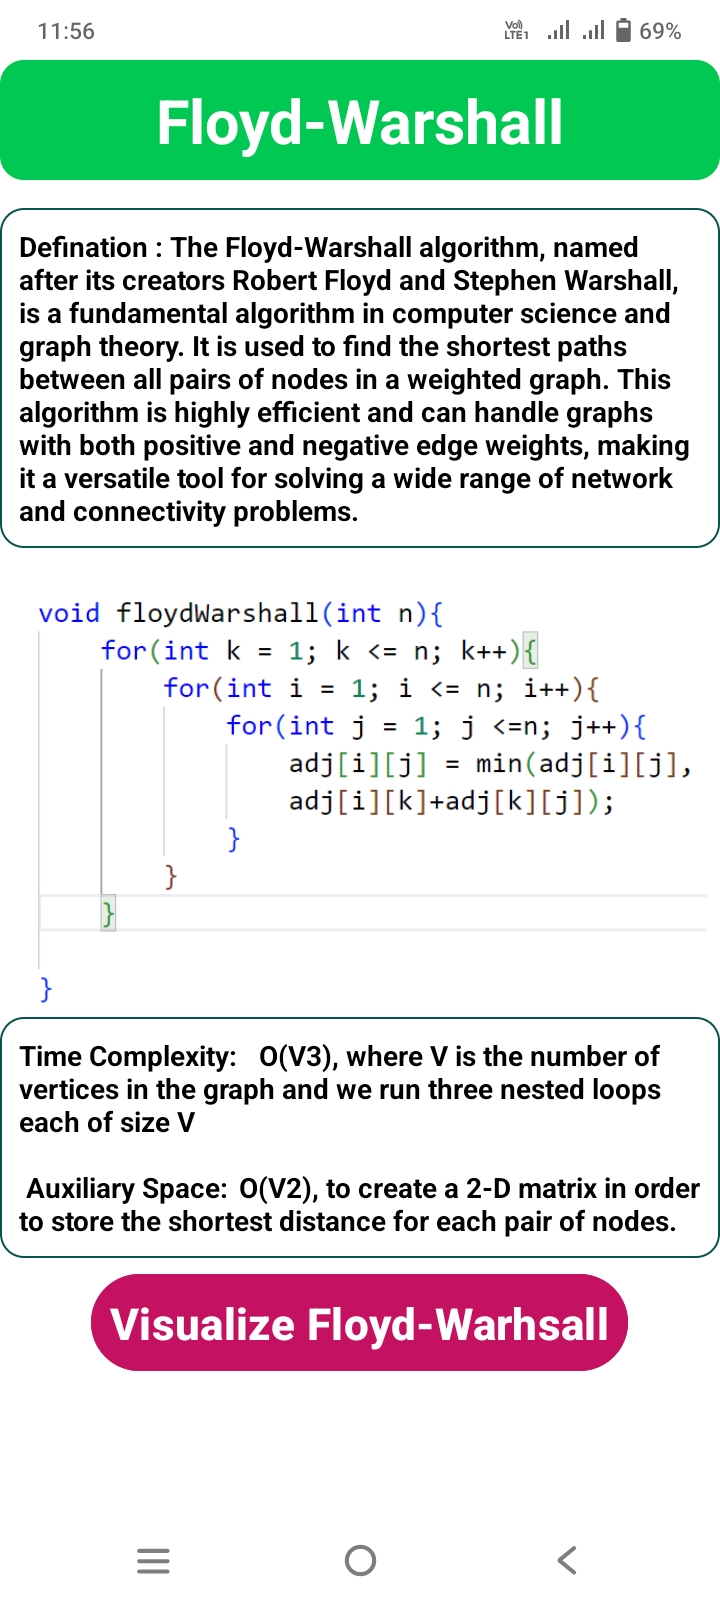 11:56
Vo)
LTE1
69%
Floyd-Warshall
Defination : The Floyd-Warshall algorithm, named
after its creators Robert Floyd and Stephen Warshall,
is a fundamental algorithm in computer science and
graph theory. It is used to find the shortest paths
between all pairs of nodes in a weighted graph. This
algorithm is highly efficient and can handle graphs
with both positive and negative edge weights, making
it a versatile tool for solving a wide range of network
and connectivity problems.
void floydWarshall(int n){
for(int k = 1; k <= n; k++){
for(int i = 1; i <= n; i++){
for(int j = 1; j <=n; j++){
adj[i][j] = min(adj[i][j],
adj[i][k]+adj[k][j]);
}
}
}
}
Time Complexity:   O(V3), where V is the number of
vertices in the graph and we run three nested loops
each of size V
Auxiliary Space:  O(V2), to create a 2-D matrix in order
to store the shortest distance for each pair of nodes.
Visualize Floyd-Warhsall